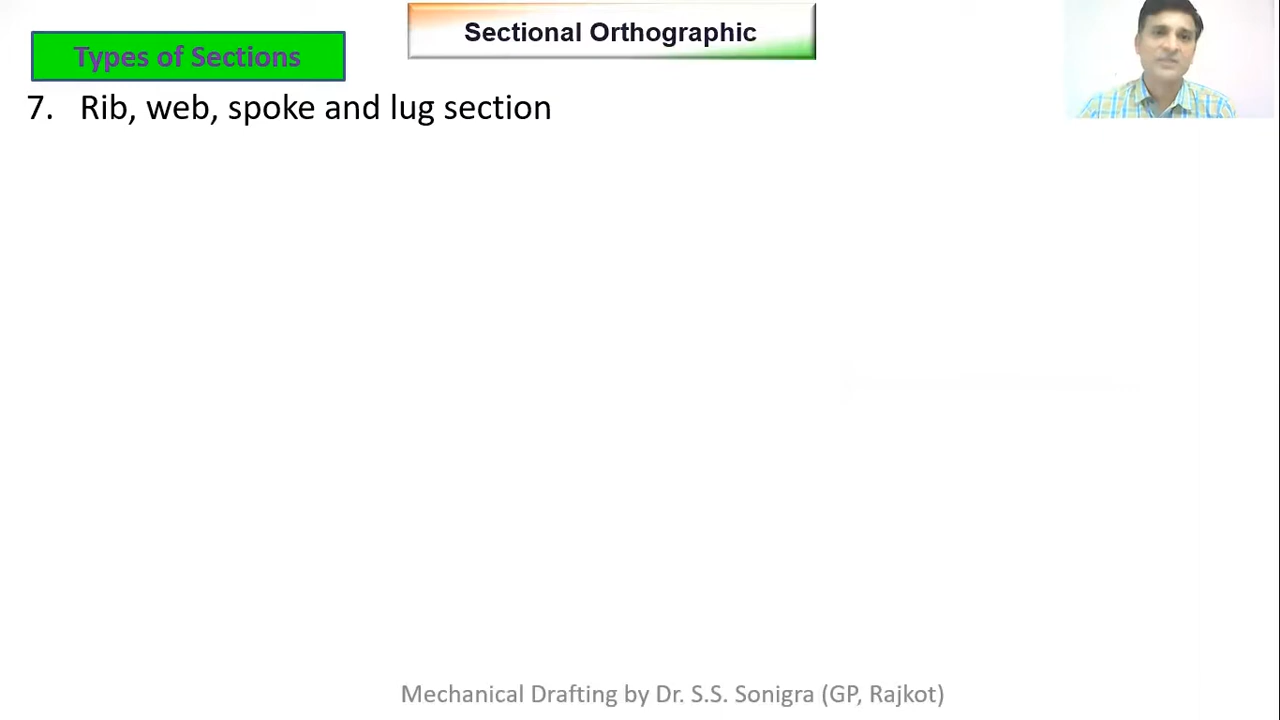 Sectional Orthographic
Types of Sections
7. Rib, web, spoke and lug section
Mechanical Drafting by Dr. S.S. Sonigra (GP, Rajkot)